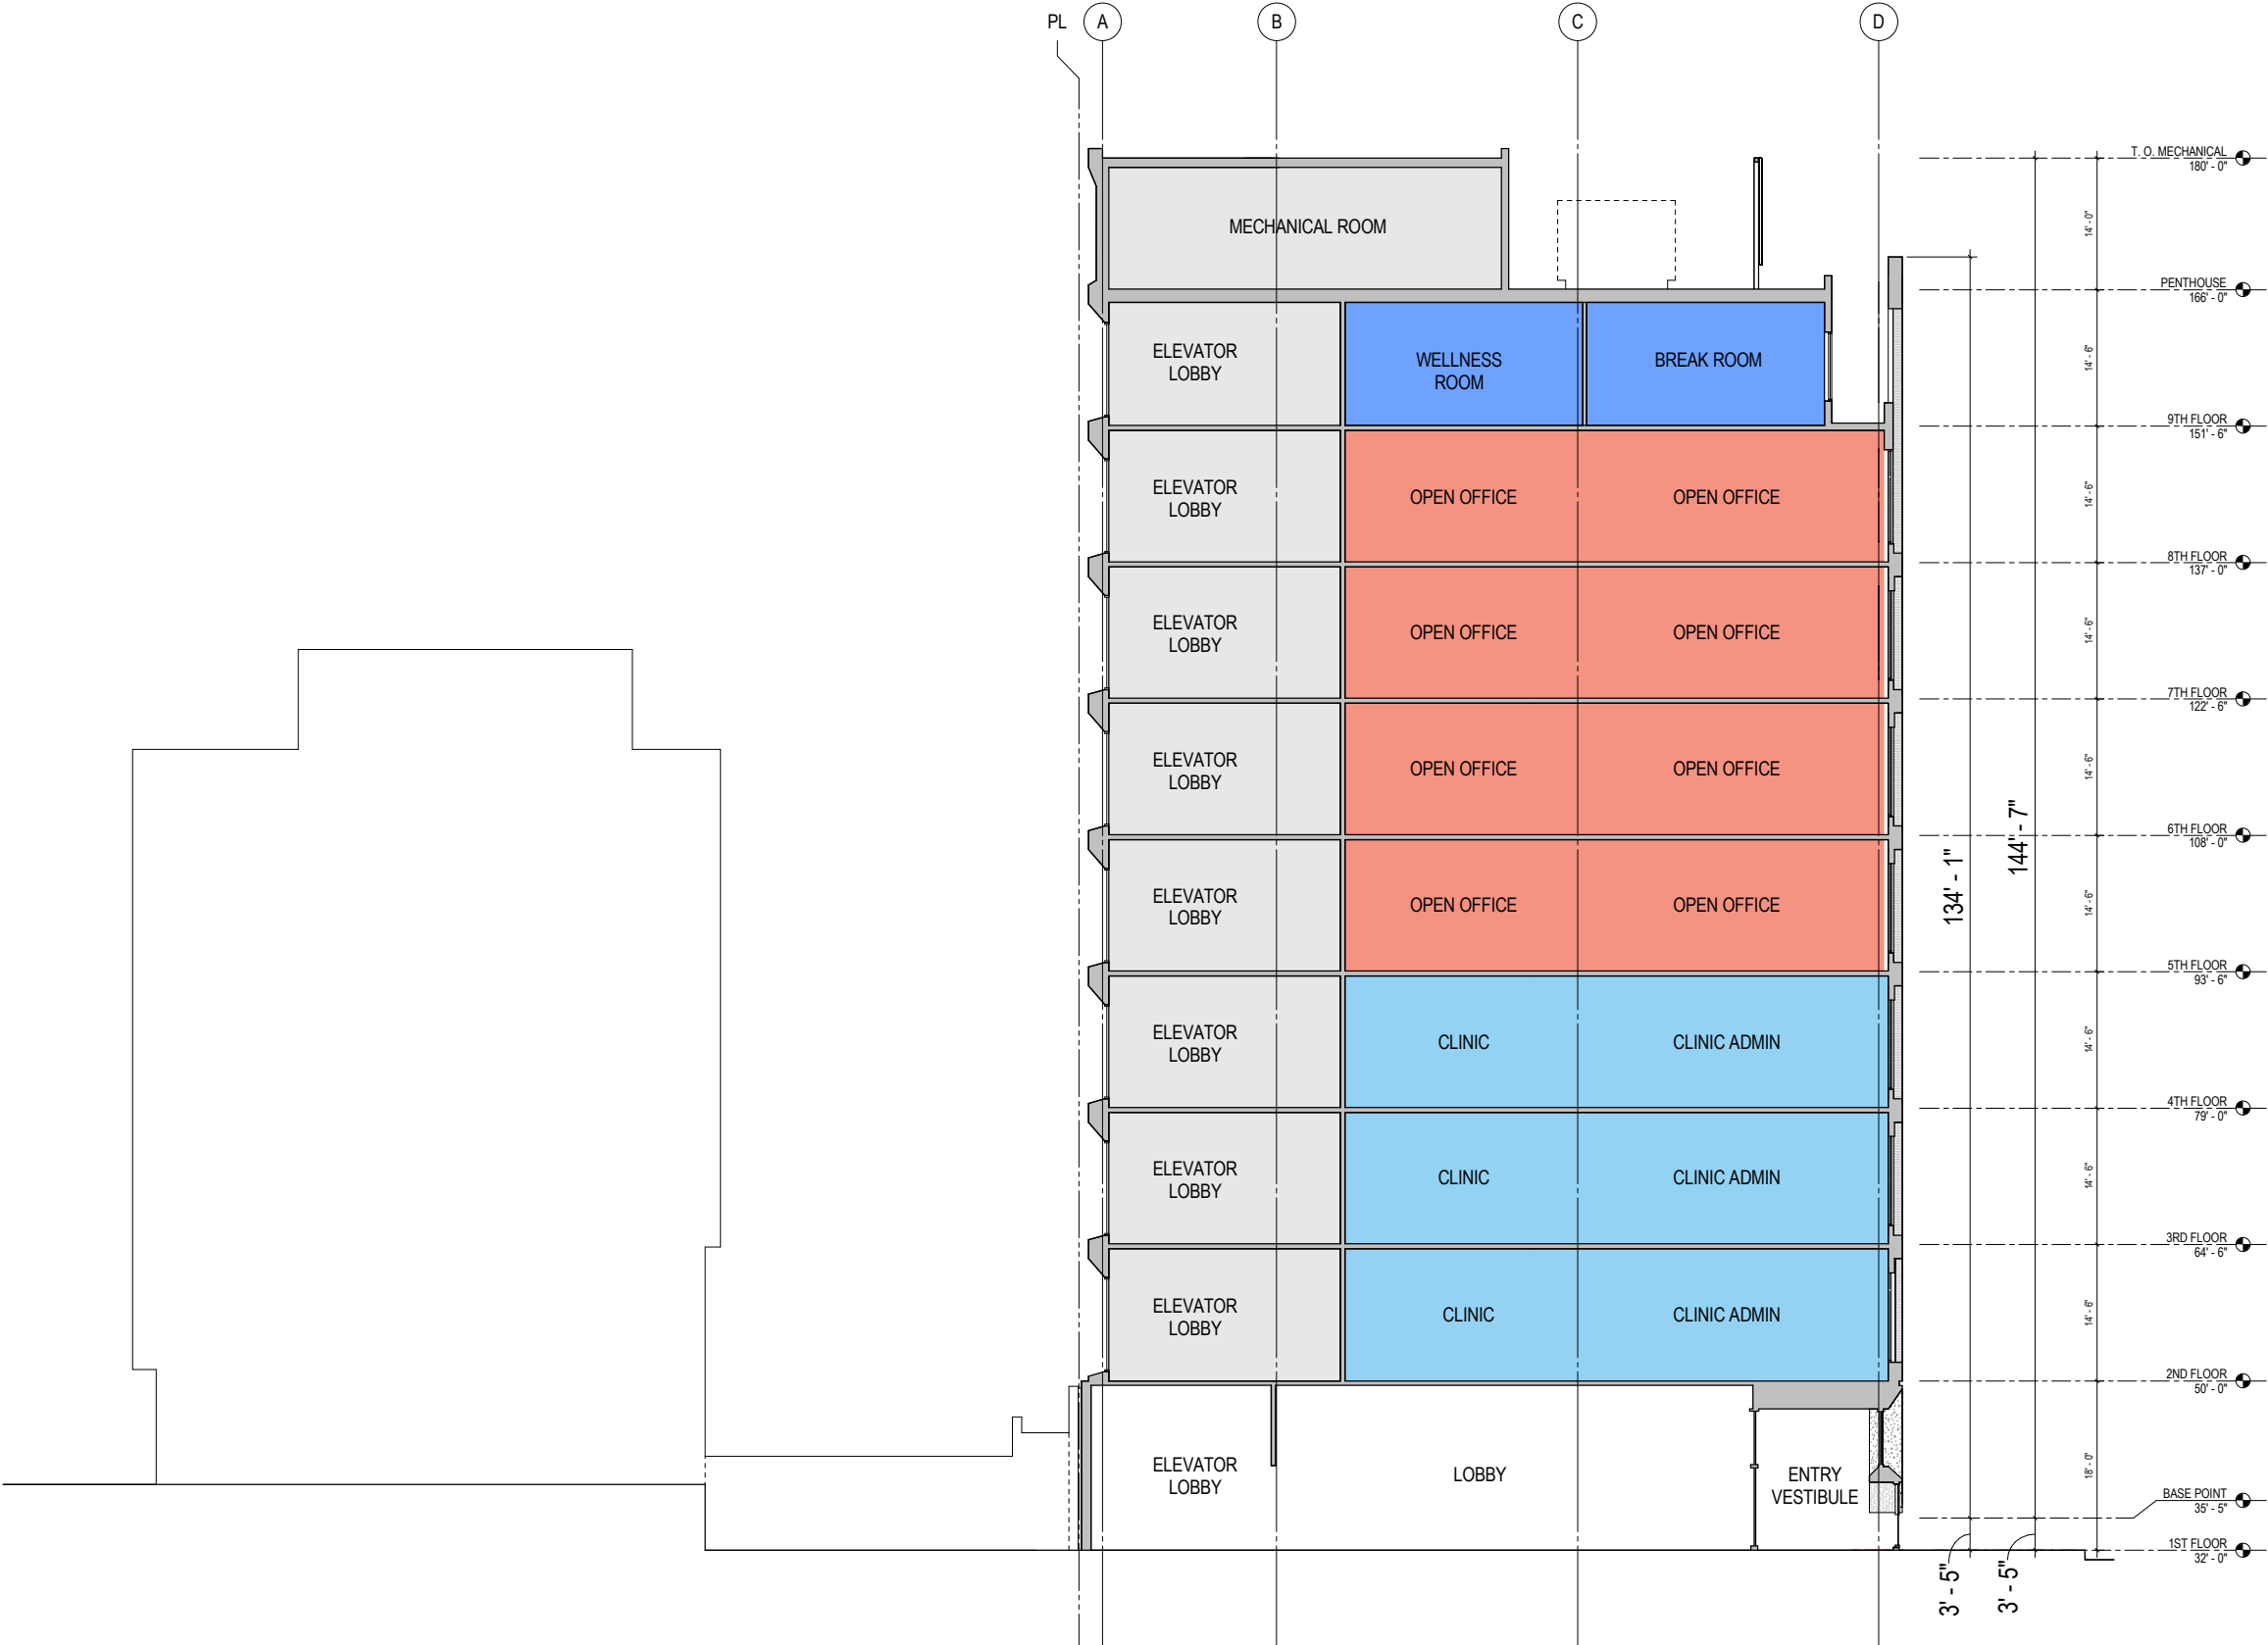 PL A B C D
T. O. MECHANICAL
180' - 0"
14' - 0"
MECHANICAL ROOM
PENTHOUSE
166' - 0"
ELEVATOR
LOBBY
WELLNESS
ROOM
BREAK ROOM
14' - 6"
9TH FLOOR
151' - 6"
ELEVATOR
LOBBY
OPEN OFFICE
OPEN OFFICE
14' - 6"
8TH FLOOR
137' - 0"
ELEVATOR
LOBBY
OPEN OFFICE
OPEN OFFICE
14' - 6"
7TH FLOOR
122' - 6"
ELEVATOR
LOBBY
OPEN OFFICE
OPEN OFFICE
14' - 6"
6TH FLOOR
108' - 0"
134' - 1"
144' - 7"
ELEVATOR
LOBBY
OPEN OFFICE
OPEN OFFICE
14' - 6"
5TH FLOOR
93' - 6"
ELEVATOR
LOBBY
CLINIC
CLINIC ADMIN
14' - 6"
4TH FLOOR
79' - 0"
ELEVATOR
LOBBY
CLINIC
CLINIC ADMIN
14' - 6"
3RD FLOOR
64' - 6"
ELEVATOR
LOBBY
CLINIC
CLINIC ADMIN
14' - 6"
2ND FLOOR
50' - 0"
ELEVATOR
LOBBY
LOBBY
ENTRY
VESTIBULE
18' - 0"
BASE POINT
35' - 5"
1ST FLOOR
32' - 0"
3' - 5"
3' - 5"